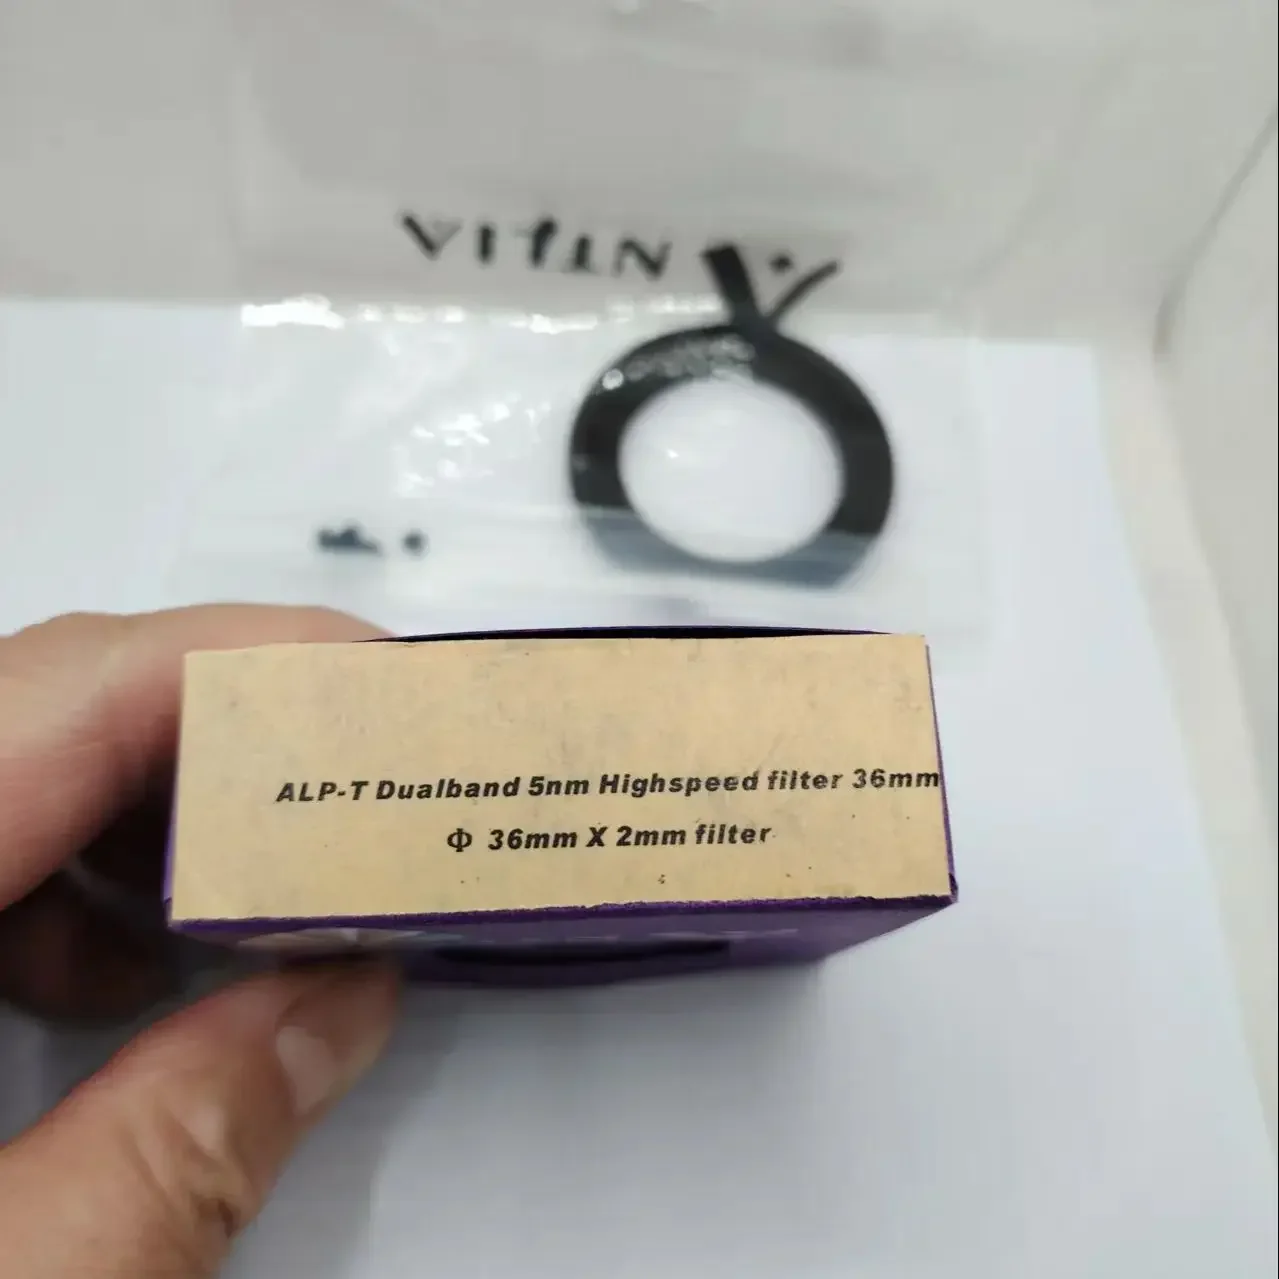 ALP-T Dualband 5nm Highspeed filter 36mm
Φ 36mm X 2mm filter